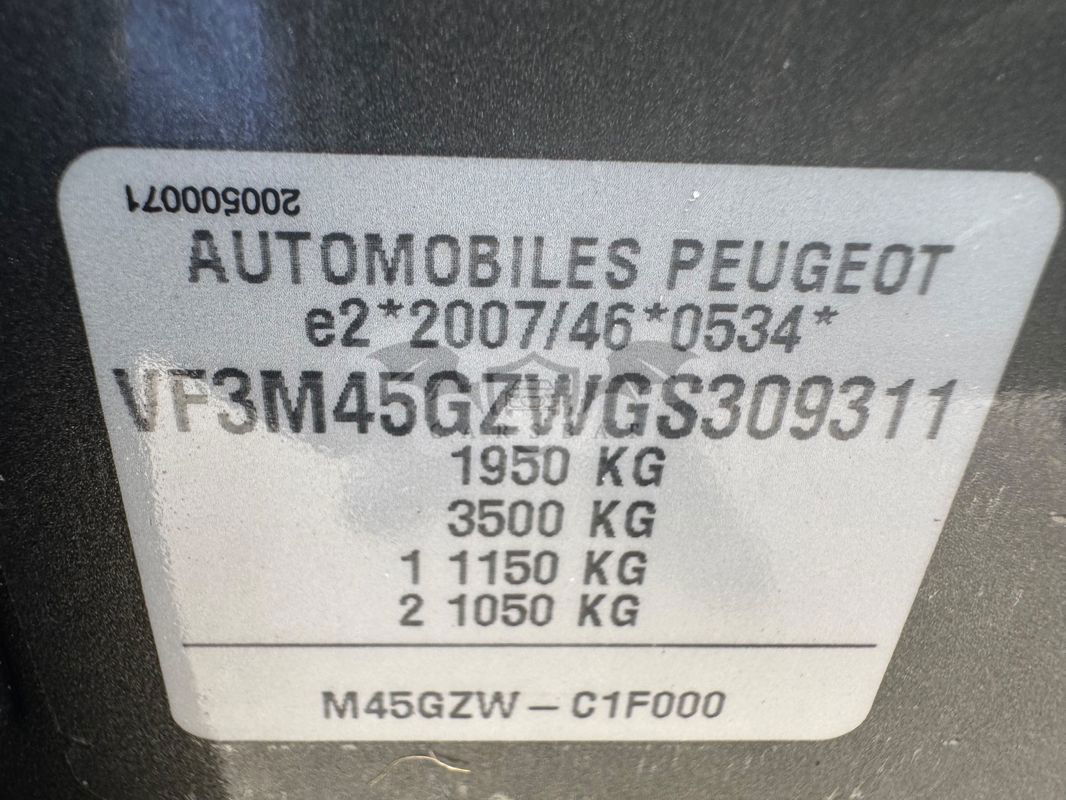 200500071
AUTOMOBILES PEUGEOT
e2*2007/46*0534*
VF3M45GZWGS309311
1950 KG
3500 KG
1 1150 KG
2 1050 KG
M45GZW – C1F000